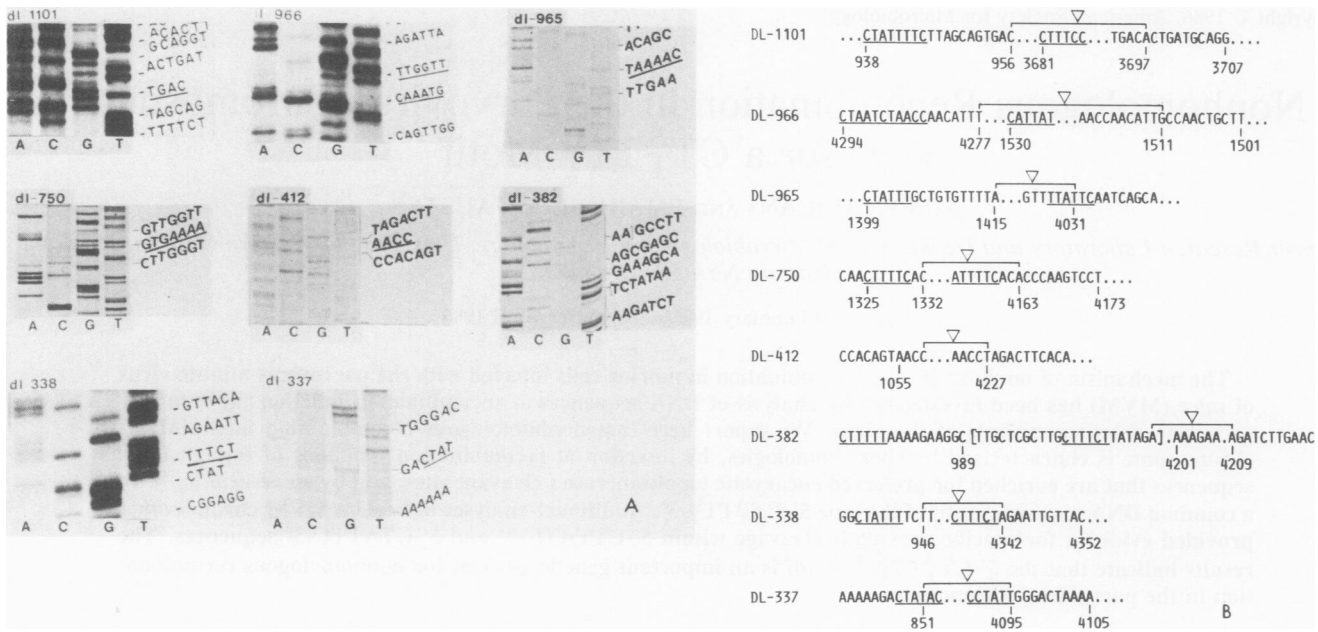 dl 1101
ACACTT
GCAGGT
ACTGAT
TGAC
TAGCAG
TTTTCT
A C G T
966
AGATTA
TTGGTT
CAAATG
CAGTTGG
A C G T
dl-965
ACAGC
TAAAAC
TTGAA
A C G T
dl-750
GTTGGTT
GTGAAAA
CTTGGGT
A C G T
dl-412
TAGACTT
AACC
CCACAGT
A C G T
dl-382
AAGCCTT
AGCGAGC
GAAAGCA
TCTATAA
AAGATCT
A C G T
dl 338
GTTACA
AGAATT
TTTCT
CTAT
CGGAGG
A C G T
dl 337
TGGGAC
GACTAT
AAAAAA
A C G T
A
DL-1101 ...CTATTTTCTTAGCAGTGAC...CTTTCC...TGACACTGATGCAGG....
938 956 3681 3697 3707
DL-966 CTAATCTAACCAACATTT...CATTAT...AACCAACATTGCCAACTGCTT...
4294 4277 1530 1511 1501
DL-965 ...CTATTTGCTGTGTTTTA...GTTTTATTCAATCAGCA...
1399 1415 4031
DL-750 CAACTTTTCAC...ATTTTCACACCCAAGTCCT....
1325 1332 4163 4173
DL-412 CCACAGTAACC...AACCTAGACTTCACA...
1055 4227
DL-382 CTTTTTAAAAGAAGGC[TTGCTCGCTTGCTTTCTTATAGA].AAAGAA.AGATCTTGAAC
989 4201 4209
DL-338 GGCTATTTTCTT..CTTTCTAGAATTGTTAC...
946 4342 4352
DL-337 AAAAAGACTATAC...CCTATTGGGACTAAAA....
851 4095 4105
B